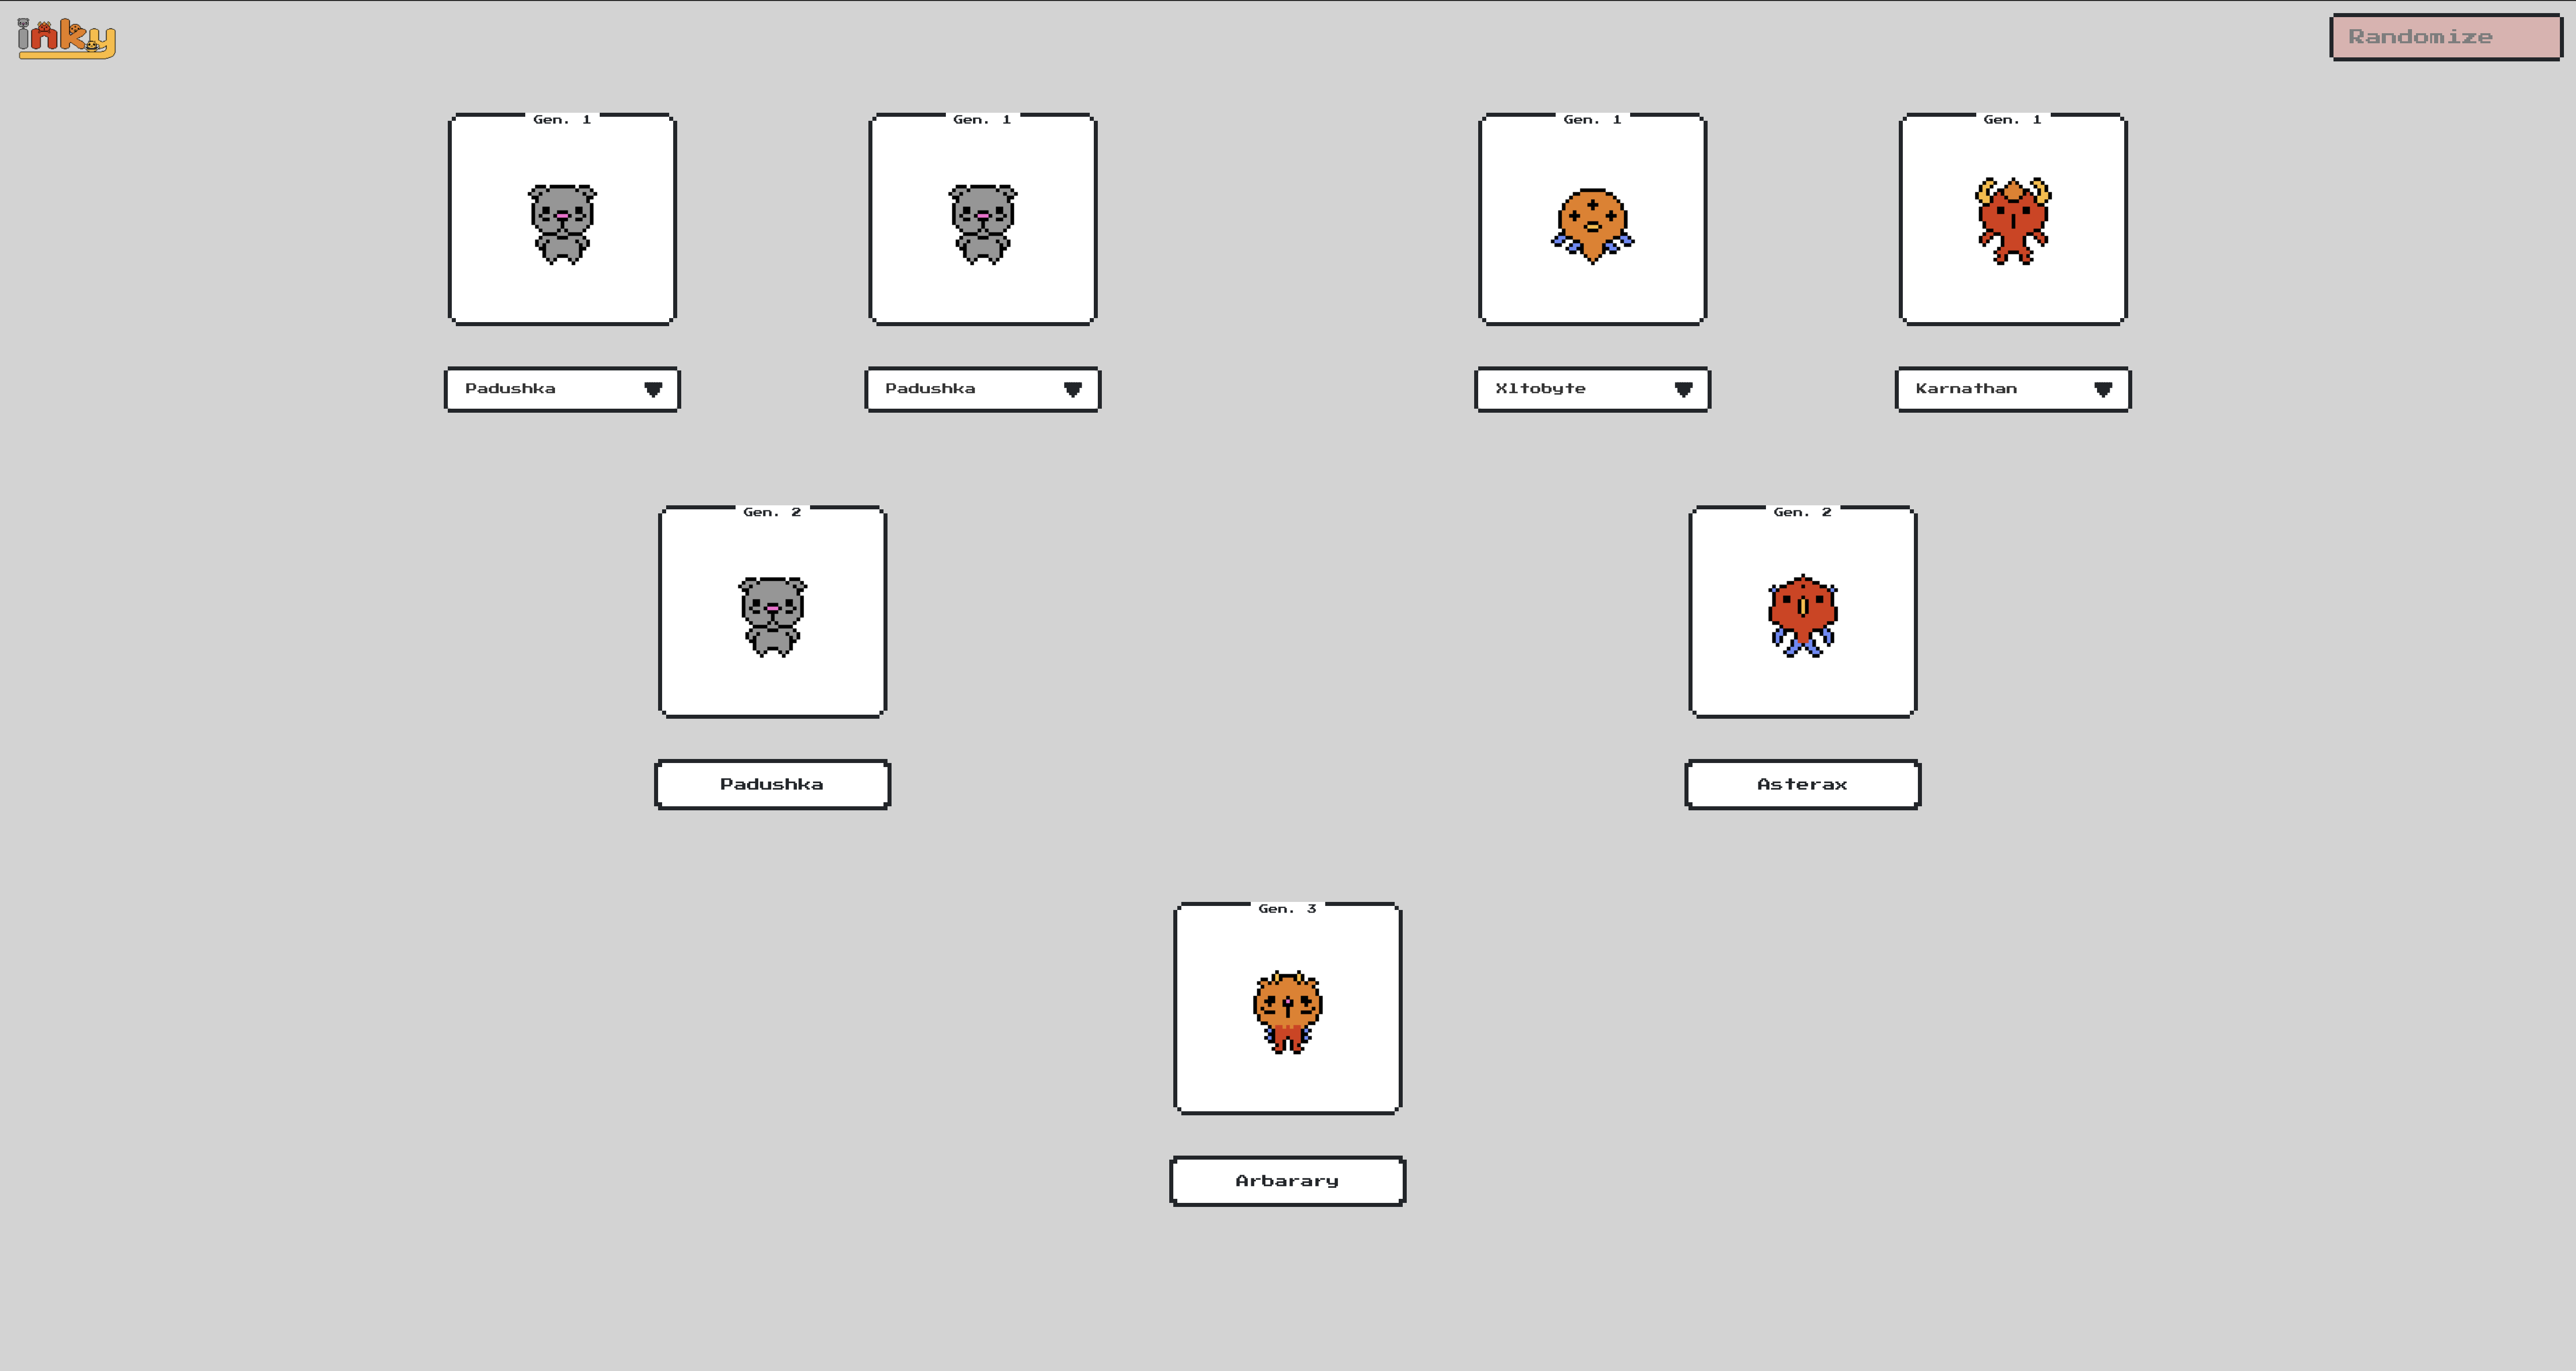 inky
Randomize
Gen. 1
Gen. 1
Gen. 1
Gen. 1
Padushka
Padushka
Xltobyte
Karnathan
Gen. 2
Gen. 2
Padushka
Asterax
Gen. 3
Arbarary